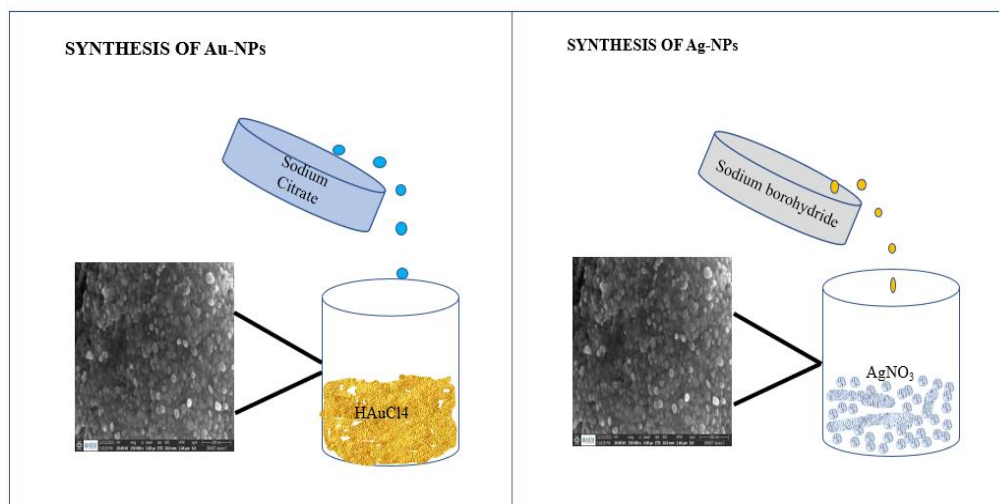 SYNTHESIS OF Au-NPs
Sodium
Citrate
HAuCl4
SYNTHESIS OF Ag-NPs
Sodium borohydride
AgNO₃